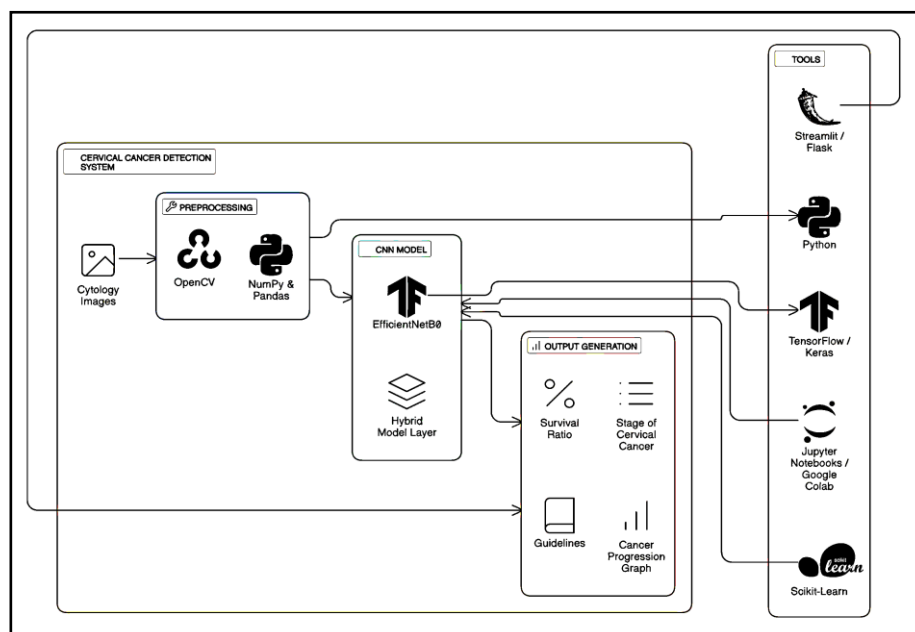 TOOLS
Streamlit /
Flask
CERVICAL CANCER DETECTION
SYSTEM
PREPROCESSING
OpenCV
NumPy &
Pandas
Cytology
Images
Python
CNN MODEL
EfficientNetB0
Hybrid
Model Layer
TensorFlow /
Keras
OUTPUT GENERATION
Survival
Ratio
Stage of
Cervical
Cancer
Guidelines
Cancer
Progression
Graph
Jupyter
Notebooks /
Google
Colab
scikit
learn
Scikit-Learn